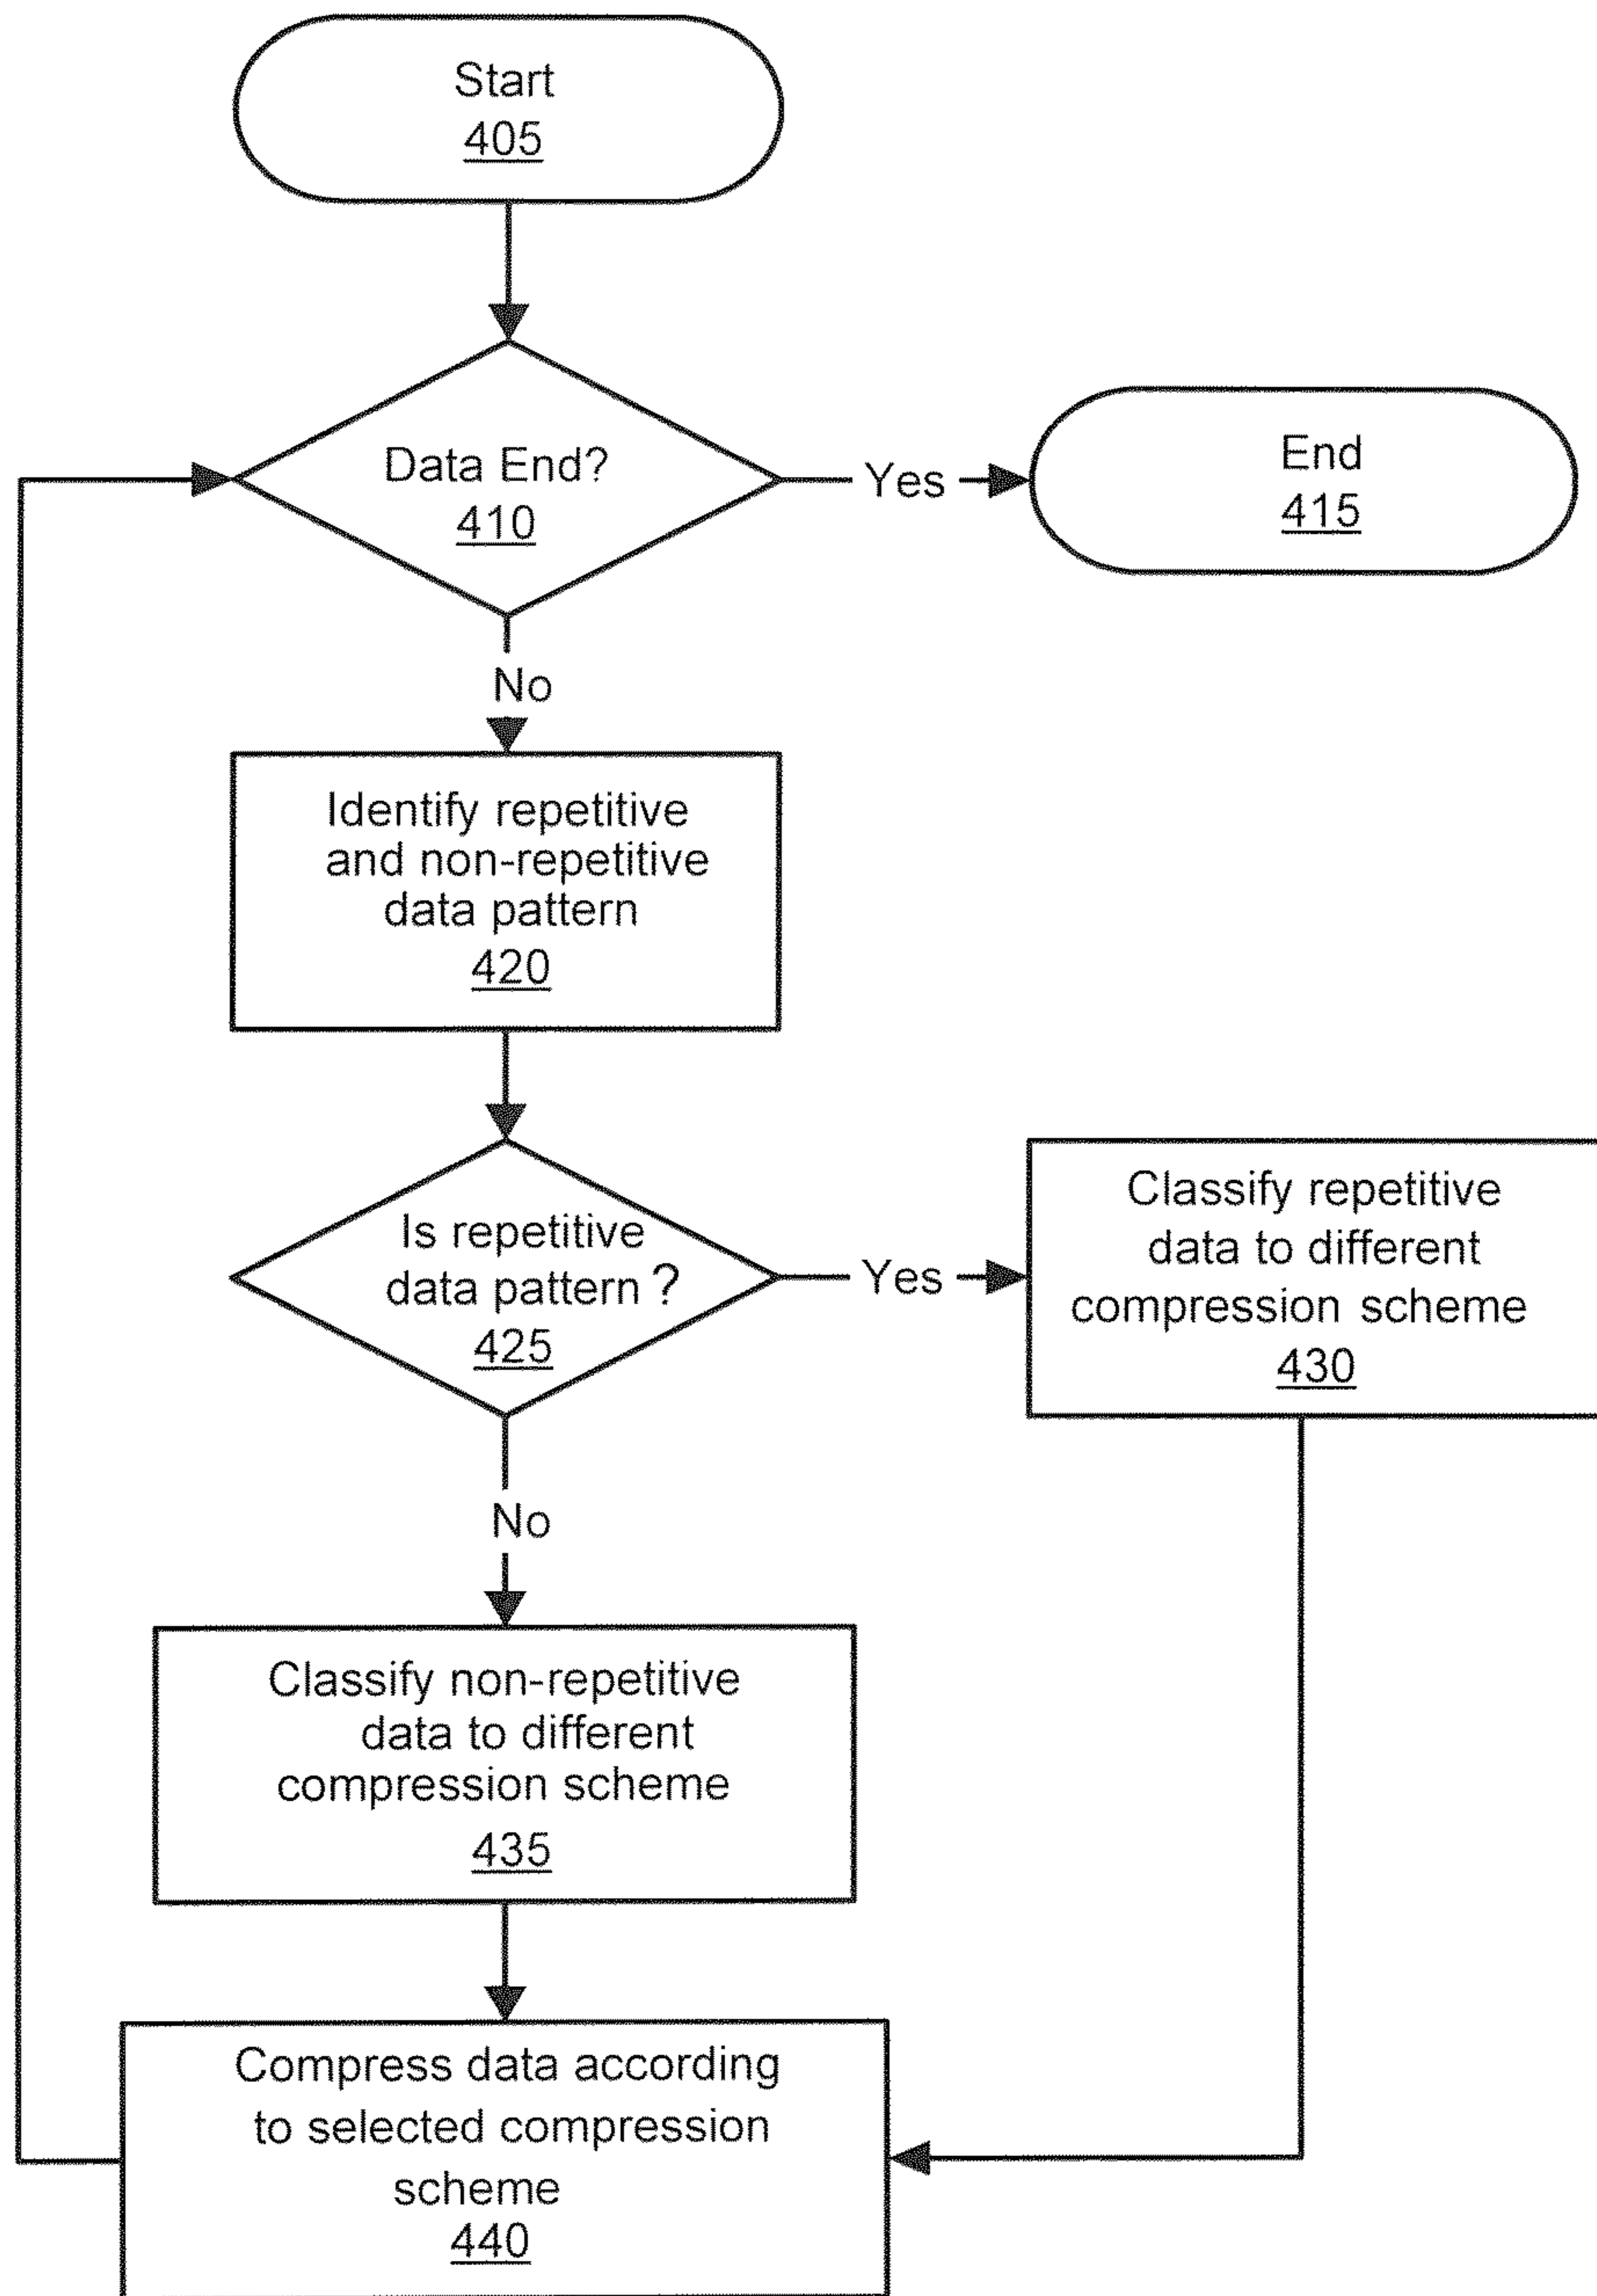 Start
405
Data End?
410
Yes
End
415
No
Identify repetitive
and non-repetitive
data pattern
420
Is repetitive
data pattern ?
425
Yes
Classify repetitive
data to different
compression scheme
430
No
Classify non-repetitive
data to different
compression scheme
435
Compress data according
to selected compression
scheme
440